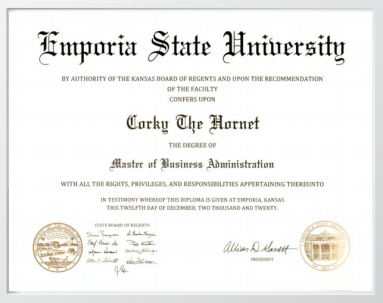 Emporia State University
BY AUTHORITY OF THE KANSAS BOARD OF REGENTS AND UPON THE RECOMMENDATION
OF THE FACULTY
CONFERS UPON
Corky The Hornet
THE DEGREE OF
Master of Business Administration
WITH ALL THE RIGHTS, PRIVILEGES, AND RESPONSIBILITIES APPERTAINING THEREUNTO
IN TESTIMONY WHEREOF THIS DIPLOMA IS GIVEN AT EMPORIA, KANSAS
THIS TWELFTH DAY OF DECEMBER, TWO THOUSAND AND TWENTY.
STATE BOARD OF REGENTS
PRESIDENT